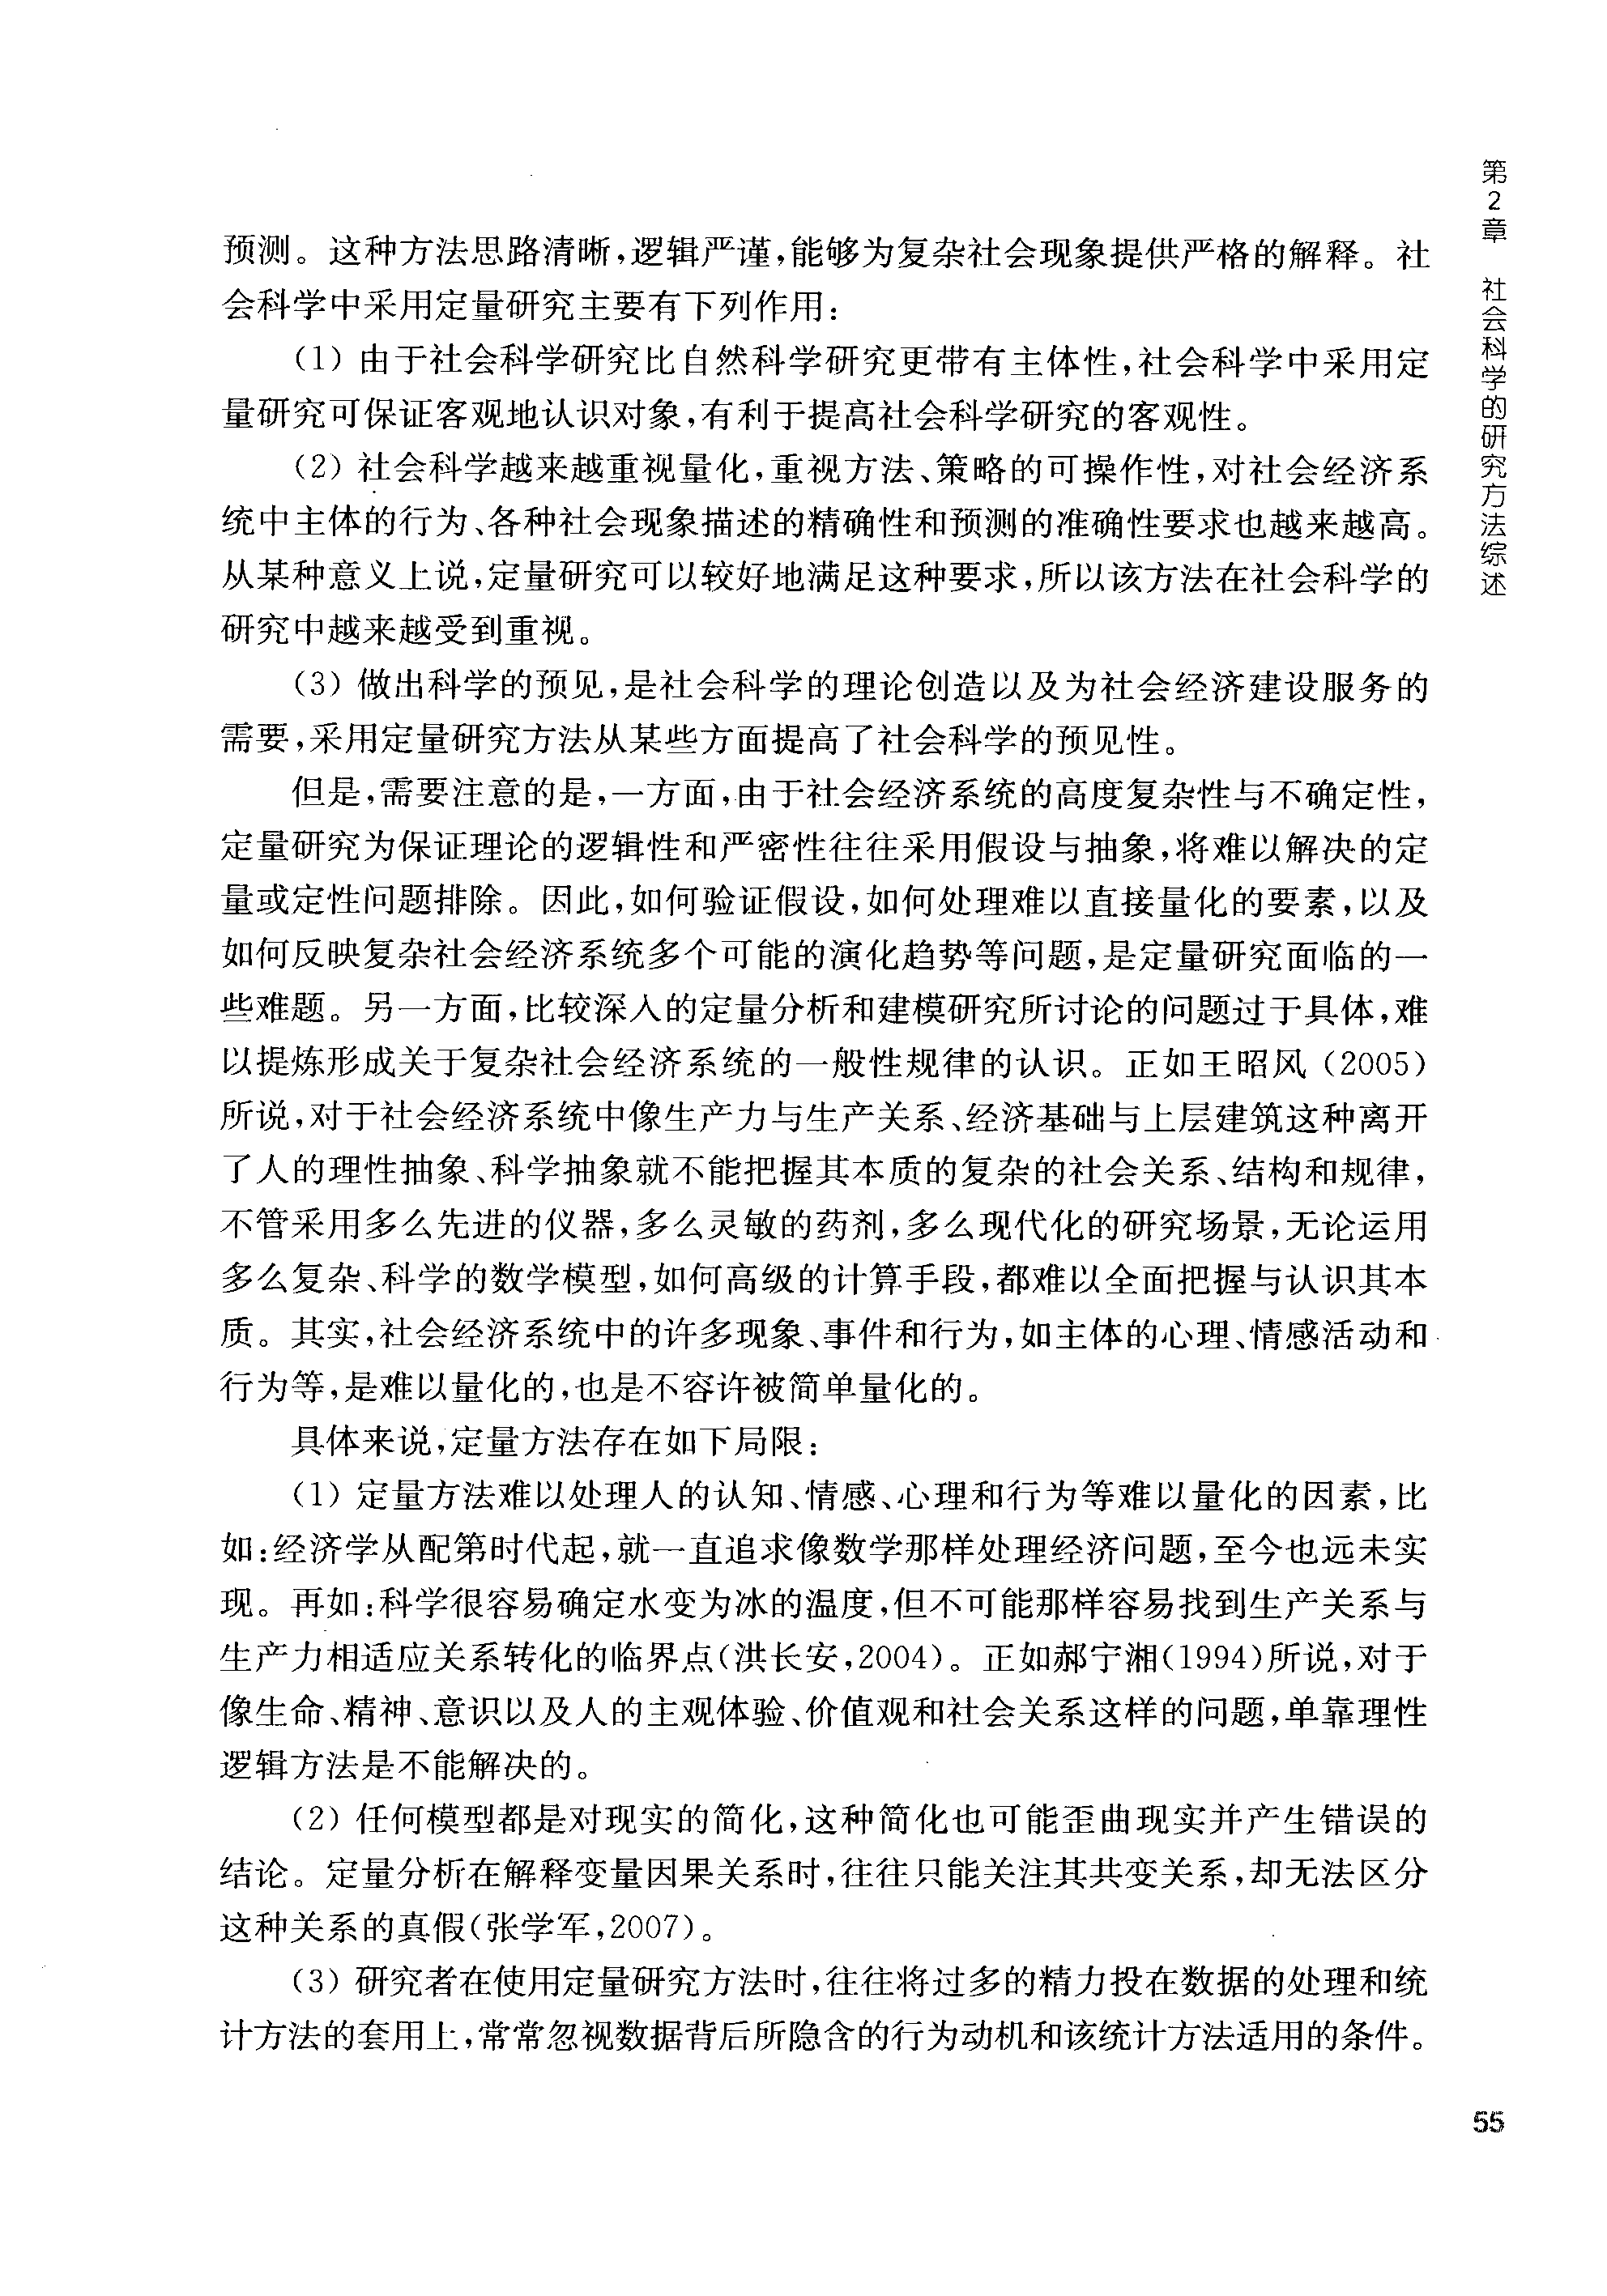 第2章 社会科学的研究方法综述
预测。这种方法思路清晰,逻辑严谨,能够为复杂社会现象提供严格的解释。社
会科学中采用定量研究主要有下列作用:
(1) 由于社会科学研究比自然科学研究更带有主体性,社会科学中采用定
量研究可保证客观地认识对象,有利于提高社会科学研究的客观性。
(2) 社会科学越来越重视量化,重视方法、策略的可操作性,对社会经济系
统中主体的行为、各种社会现象描述的精确性和预测的准确性要求也越来越高。
从某种意义上说,定量研究可以较好地满足这种要求,所以该方法在社会科学的
研究中越来越受到重视。
(3) 做出科学的预见,是社会科学的理论创造以及为社会经济建设服务的
需要,采用定量研究方法从某些方面提高了社会科学的预见性。
但是,需要注意的是,一方面,由于社会经济系统的高度复杂性与不确定性,
定量研究为保证理论的逻辑性和严密性往往采用假设与抽象,将难以解决的定
量或定性问题排除。因此,如何验证假设,如何处理难以直接量化的要素,以及
如何反映复杂社会经济系统多个可能的演化趋势等问题,是定量研究面临的一
些难题。另一方面,比较深入的定量分析和建模研究所讨论的问题过于具体,难
以提炼形成关于复杂社会经济系统的一般性规律的认识。正如王昭风(2005)
所说,对于社会经济系统中像生产力与生产关系、经济基础与上层建筑这种离开
了人的理性抽象、科学抽象就不能把握其本质的复杂的社会关系、结构和规律,
不管采用多么先进的仪器,多么灵敏的药剂,多么现代化的研究场景,无论运用
多么复杂、科学的数学模型,如何高级的计算手段,都难以全面把握与认识其本
质。其实,社会经济系统中的许多现象、事件和行为,如主体的心理、情感活动和
行为等,是难以量化的,也是不容许被简单量化的。
具体来说,定量方法存在如下局限:
(1) 定量方法难以处理人的认知、情感、心理和行为等难以量化的因素,比
如:经济学从配第时代起,就一直追求像数学那样处理经济问题,至今也远未实
现。再如:科学很容易确定水变为冰的温度,但不可能那样容易找到生产关系与
生产力相适应关系转化的临界点(洪长安,2004)。正如郝宁湘(1994)所说,对于
像生命、精神、意识以及人的主观体验、价值观和社会关系这样的问题,单靠理性
逻辑方法是不能解决的。
(2) 任何模型都是对现实的简化,这种简化也可能歪曲现实并产生错误的
结论。定量分析在解释变量因果关系时,往往只能关注其共变关系,却无法区分
这种关系的真假(张学军,2007)。
(3) 研究者在使用定量研究方法时,往往将过多的精力投在数据的处理和统
计方法的套用上,常常忽视数据背后所隐含的行为动机和该统计方法适用的条件。
55